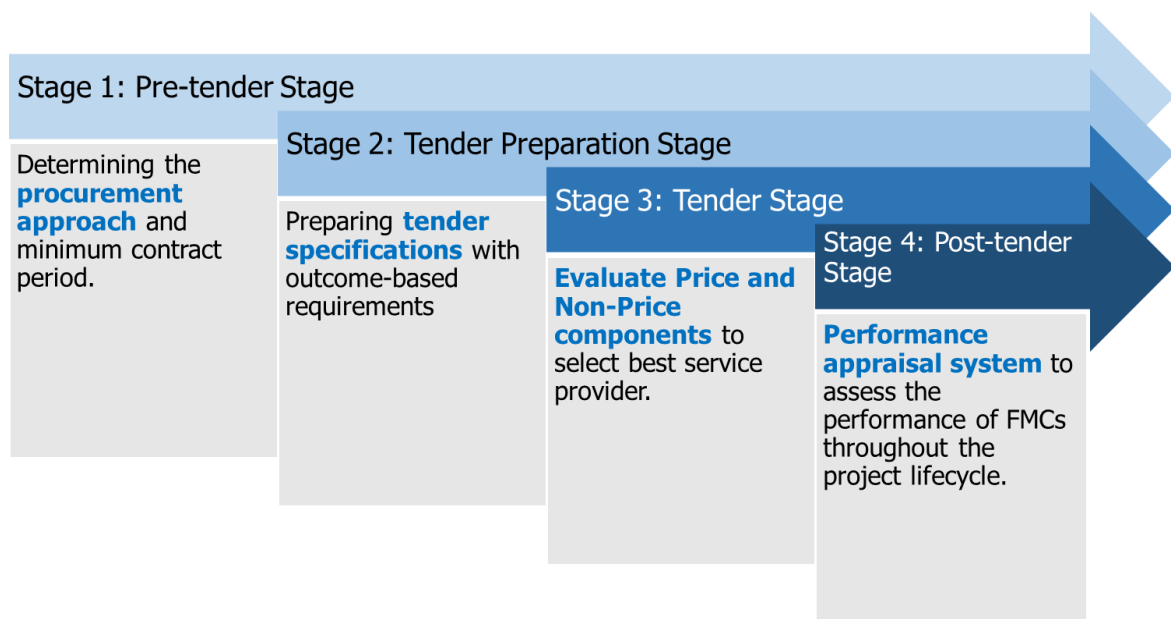 Stage 1: Pre-tender Stage
Determining the
procurement
approach and
minimum contract
period.
Stage 2: Tender Preparation Stage
Preparing tender
specifications with
outcome-based
requirements
Stage 3: Tender Stage
Evaluate Price and
Non-Price
components to
select best service
provider.
Stage 4: Post-tender
Stage
Performance
appraisal system to
assess the
performance of FMCs
throughout the
project lifecycle.